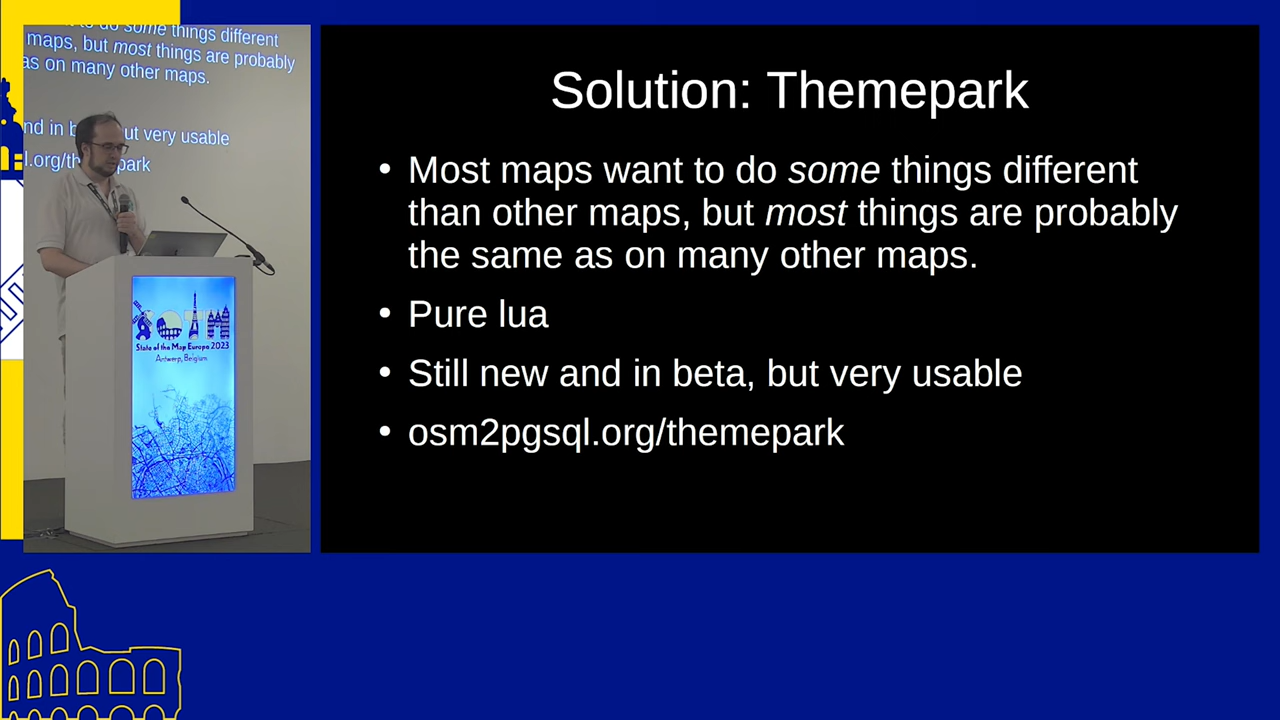 to do some things different
maps, but most things are probably
as on many other maps.
nd in b ut very usable
l.org/th park
SOTM
State of the Map Europe 2023
Antwerp, Belgium
Solution: Themepark
• Most maps want to do some things different
than other maps, but most things are probably
the same as on many other maps.
• Pure lua
• Still new and in beta, but very usable
• osm2pgsql.org/themepark